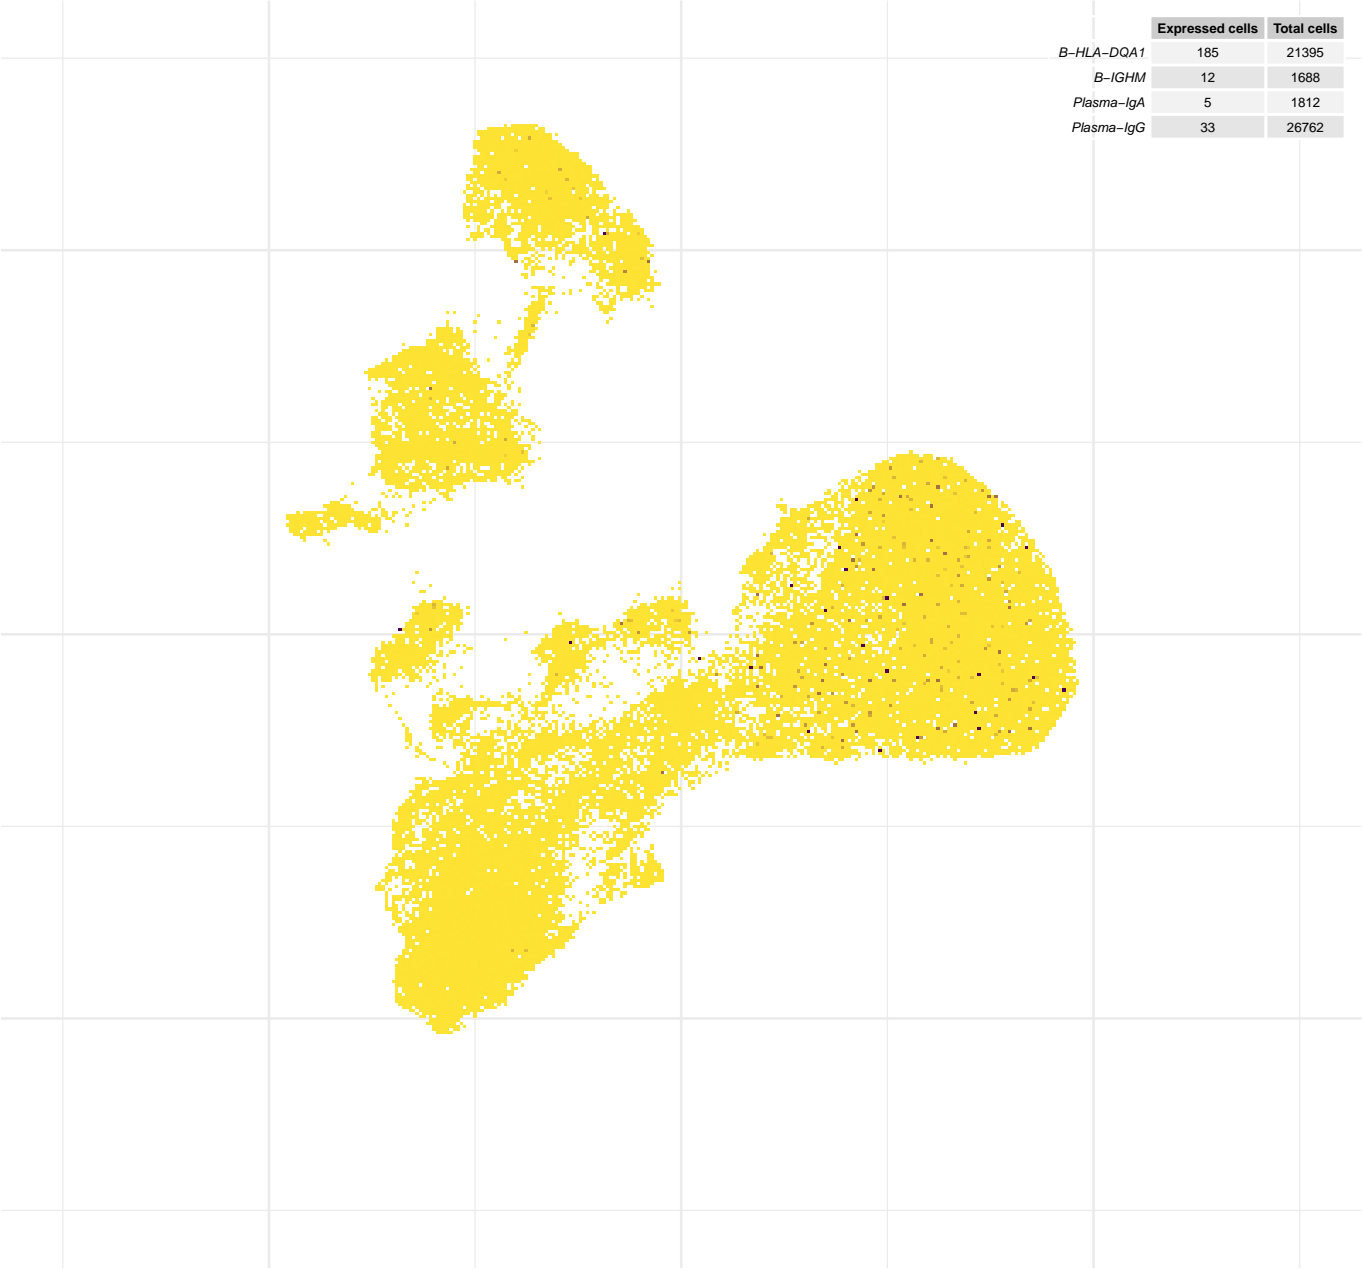 Expressed cells Total cells
B−HLA−DQA1 185 21395
B−IGHM 12 1688
Plasma−IgA 5 1812
Plasma−IgG 33 26762